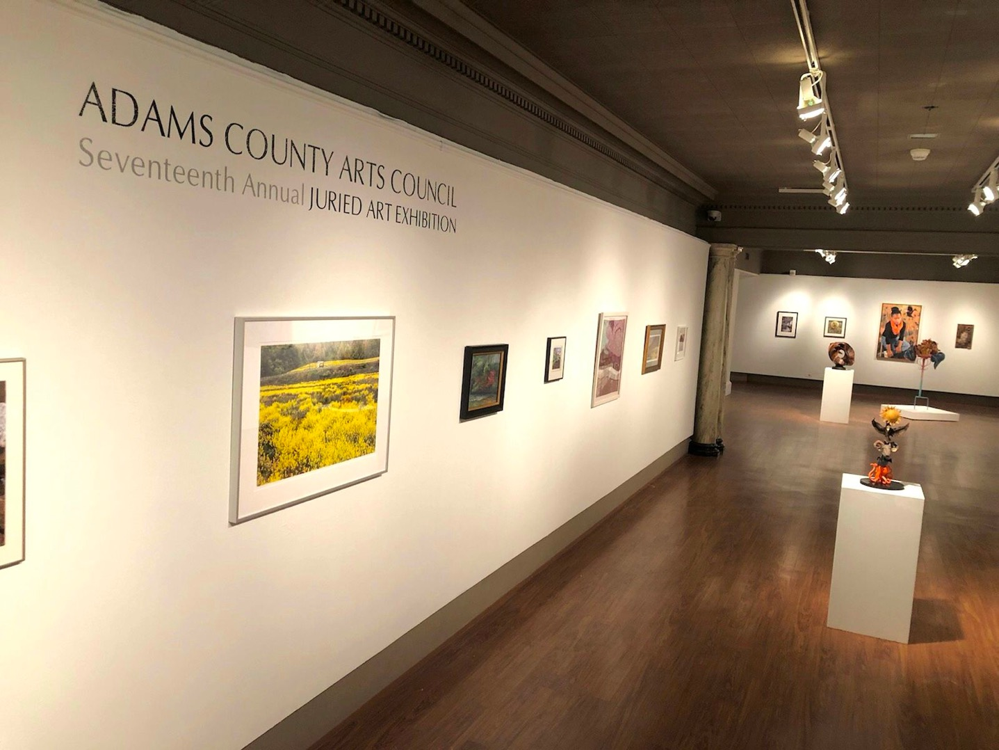 ADAMS COUNTY ARTS COUNCIL
Seventeenth Annual JURIED ART EXHIBITION